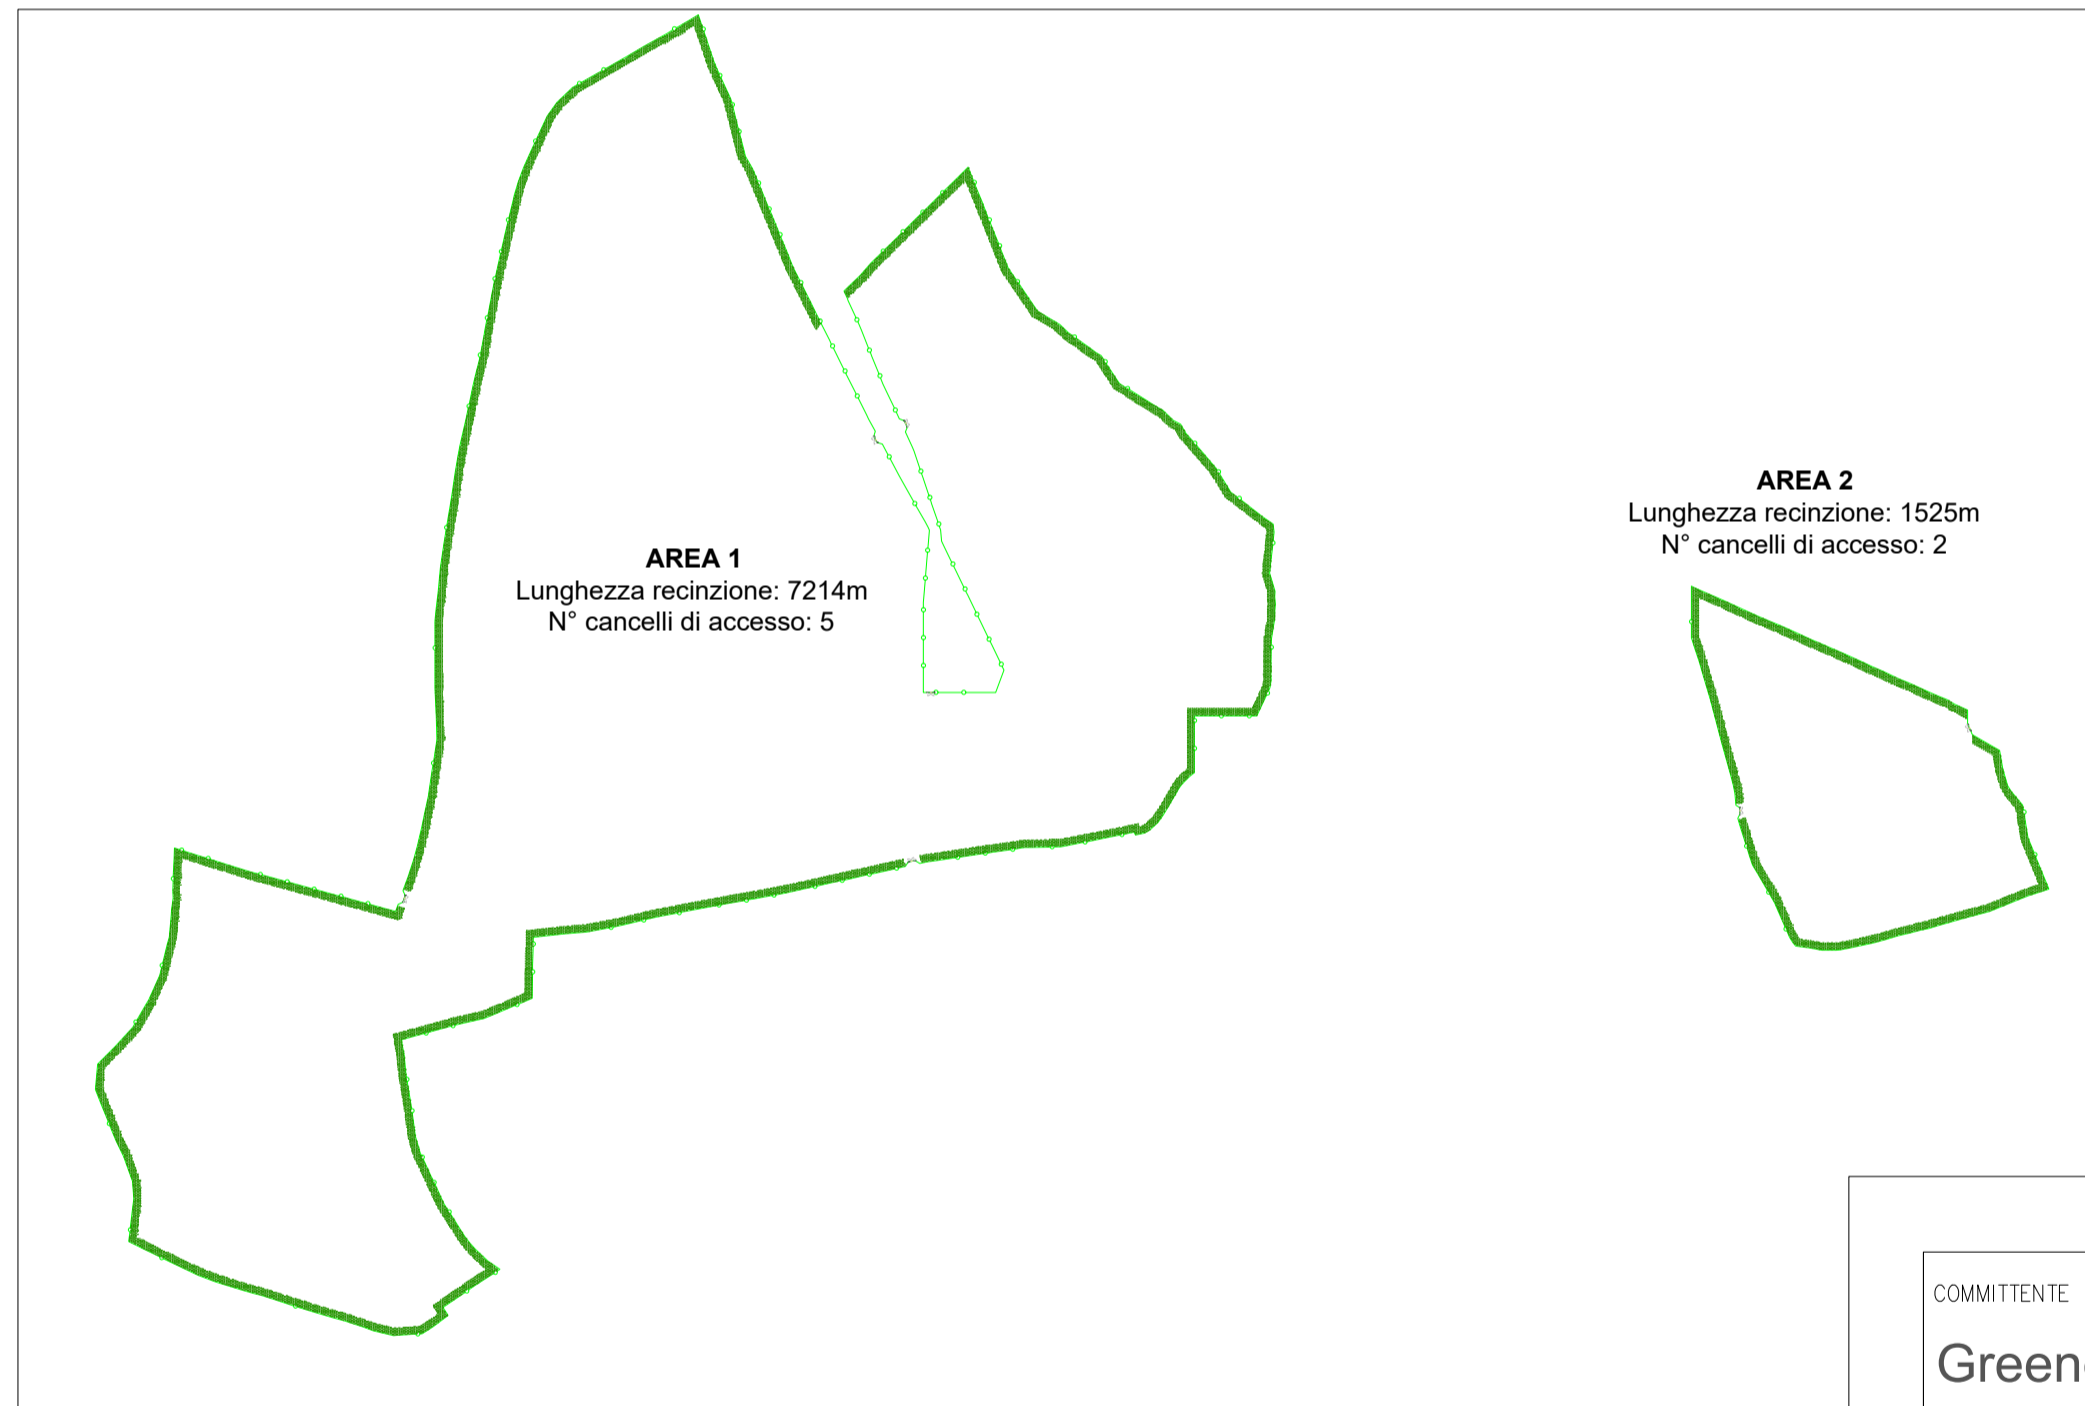 AREA 1
Lunghezza recinzione: 7214m
N° cancelli di accesso: 5
AREA 2
Lunghezza recinzione: 1525m
N° cancelli di accesso: 2
COMMITTENTE